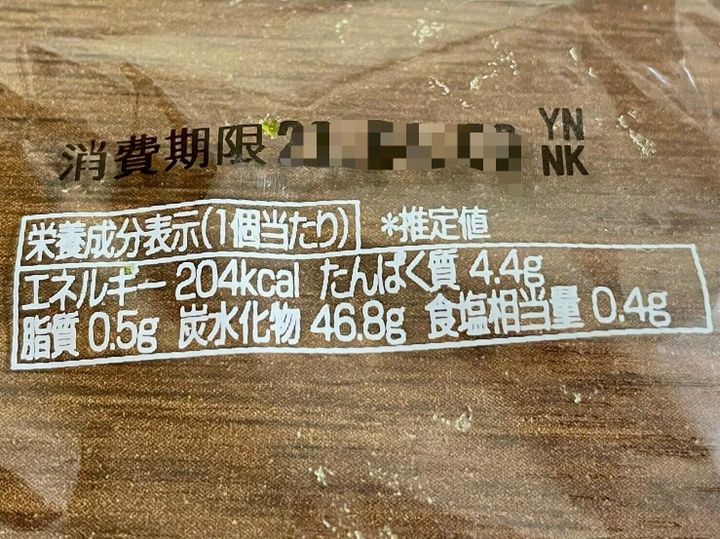 消費期限
YN
NK
栄養成分表示(1個当たり) *推定値
エネルギー 204kcal たんぱく質 4.4g
脂質 0.5g 炭水化物 46.8g 食塩相当量 0.4g